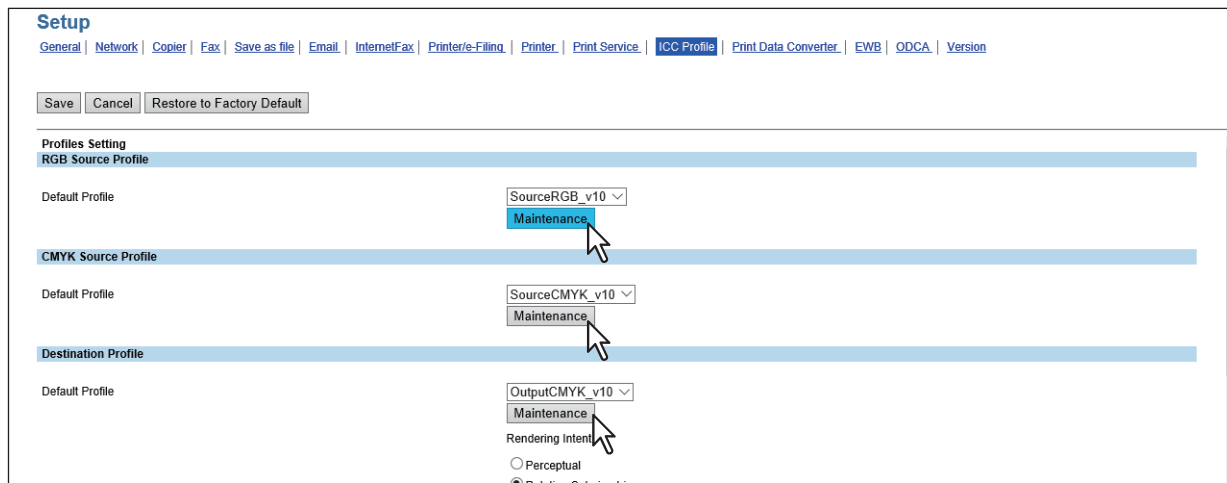 Setup
General | Network | Copier | Fax | Save as file | Email | InternetFax | Printer/e-Filing | Printer | Print Service | ICC Profile | Print Data Converter | EWB | ODCA | Version
Save Cancel Restore to Factory Default
Profiles Setting
RGB Source Profile
Default Profile SourceRGB_v10
Maintenance
CMYK Source Profile
Default Profile SourceCMYK_v10
Maintenance
Destination Profile
Default Profile OutputCMYK_v10
Maintenance
Rendering Intent
Perceptual